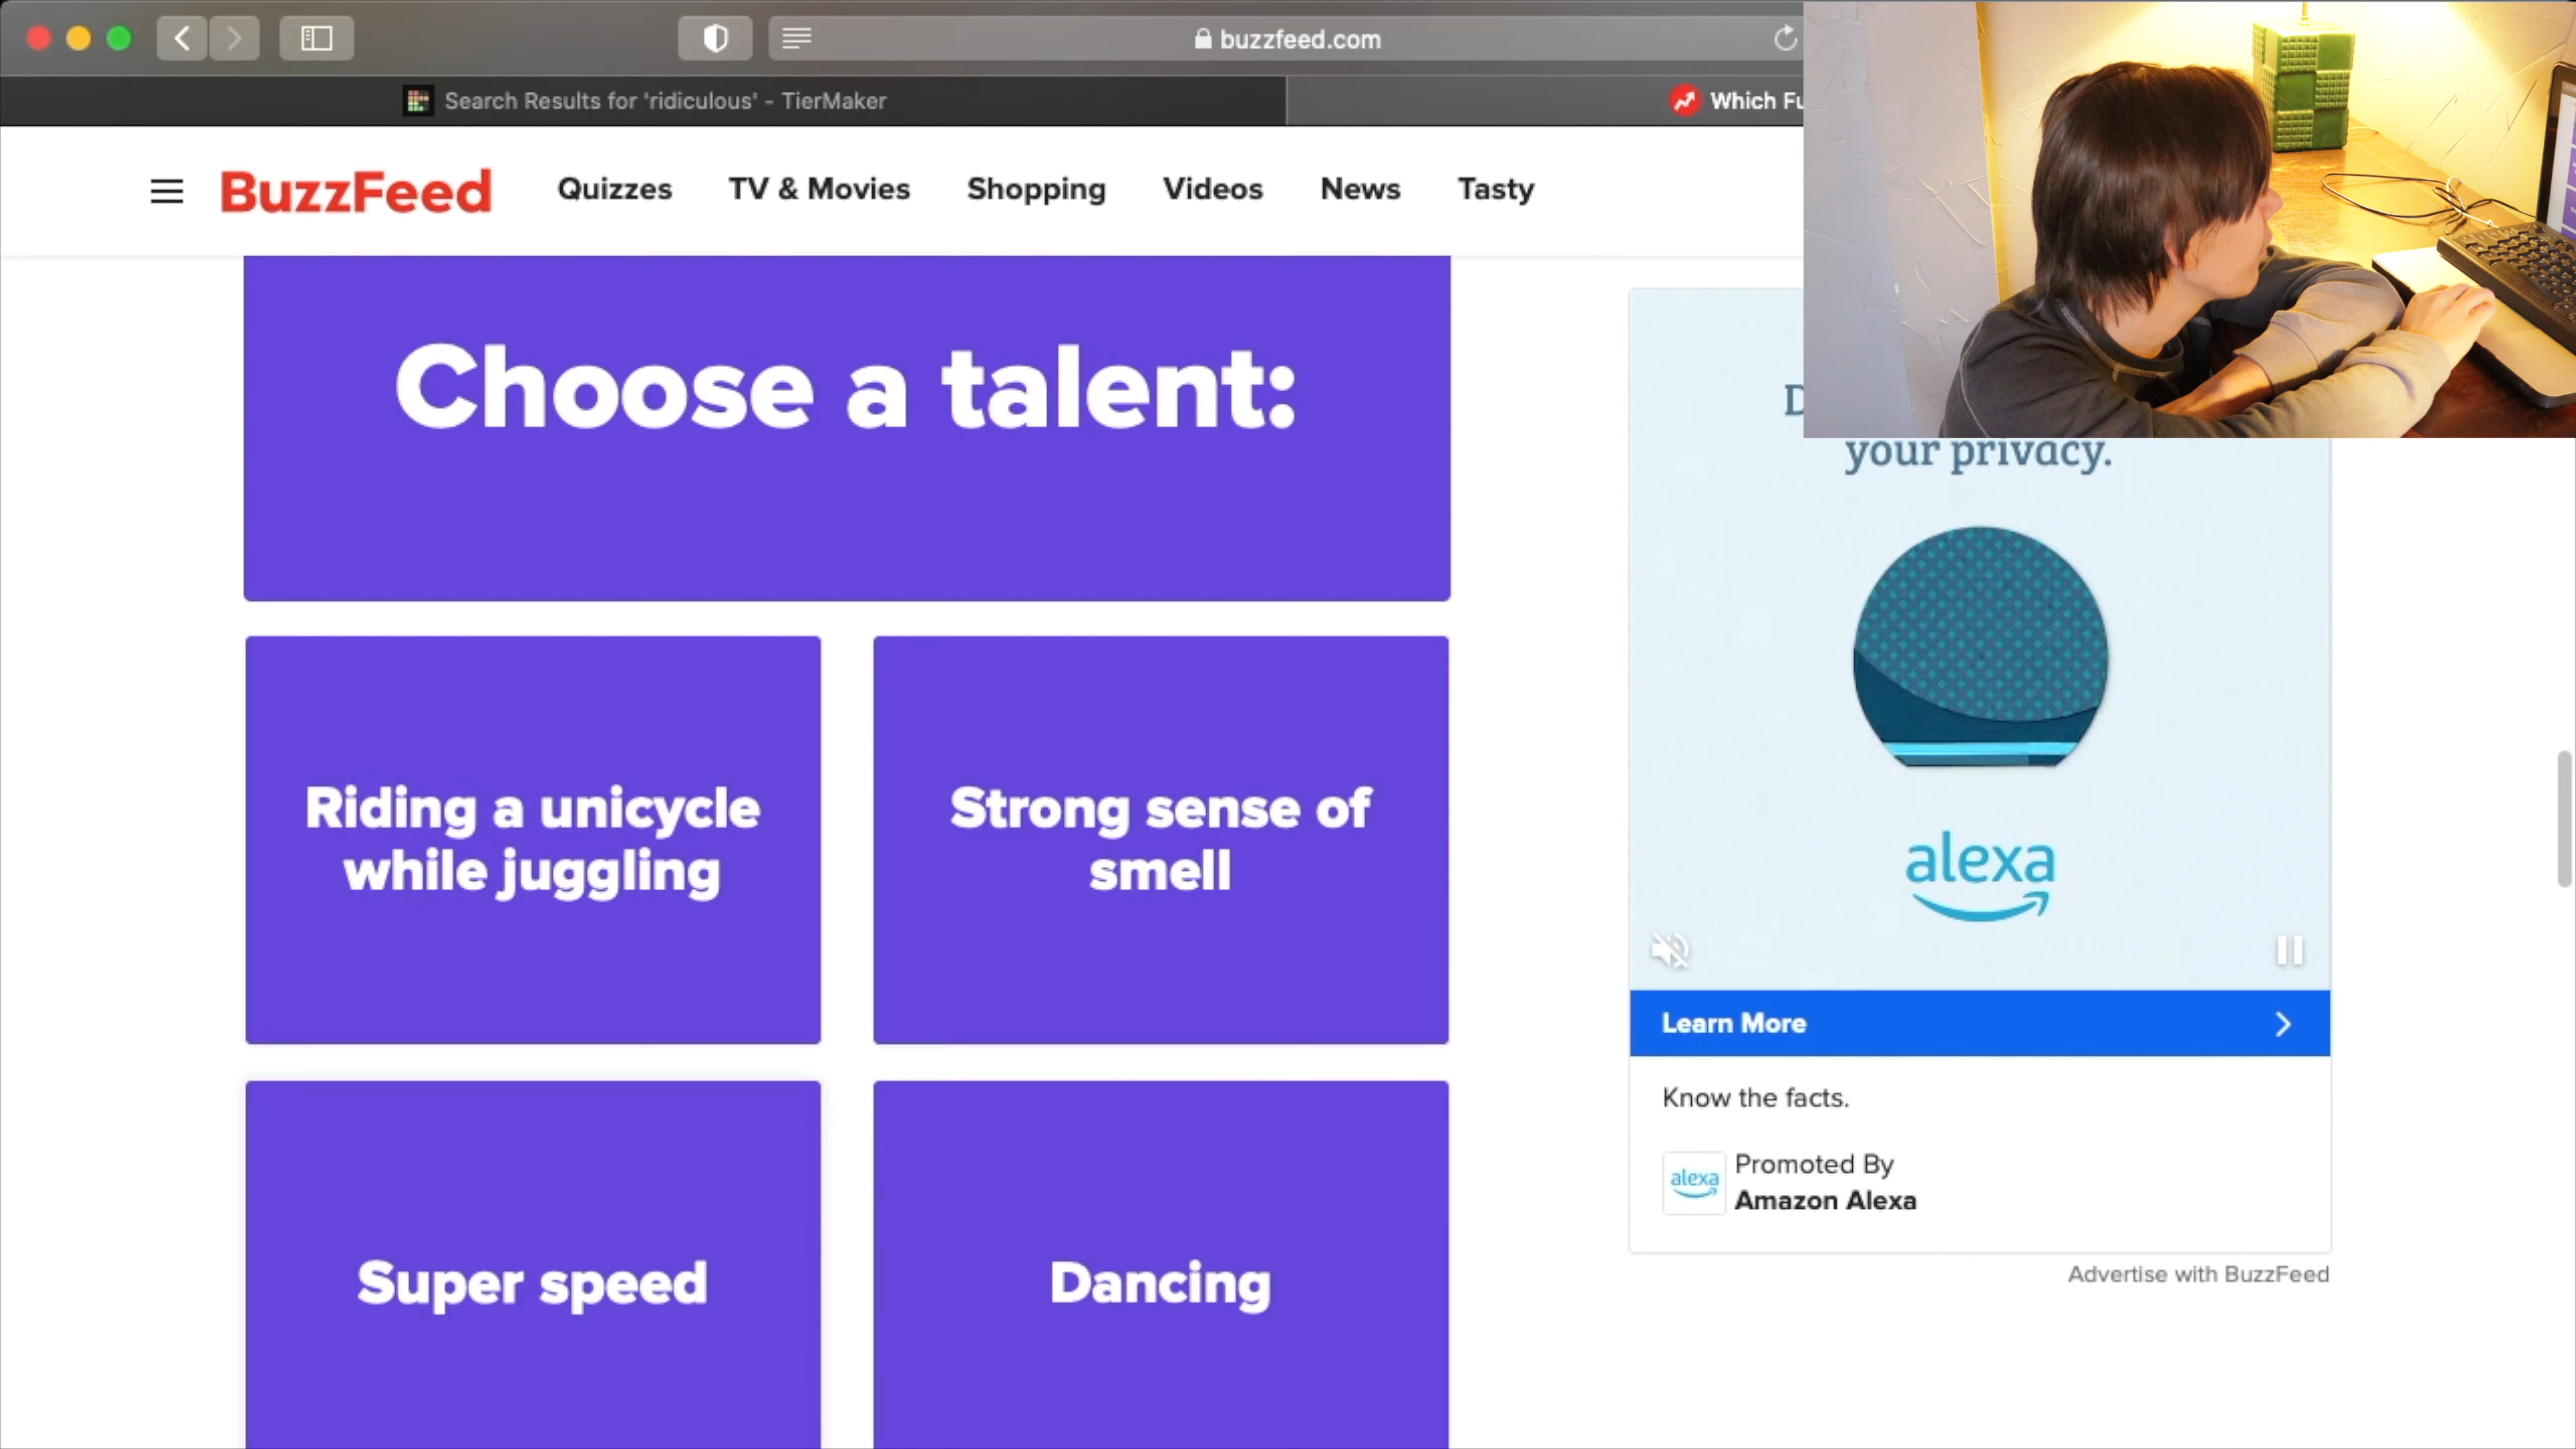 buzzfeed.com
Search Results for 'ridiculous' - TierMaker
Which Fu
BuzzFeed
Quizzes
TV & Movies
Shopping
Videos
News
Tasty
Choose a talent:
Riding a unicycle
while juggling
Strong sense of
smell
Super speed
Dancing
your privacy.
alexa
Learn More
Know the facts.
alexa
Promoted By
Amazon Alexa
Advertise with BuzzFeed